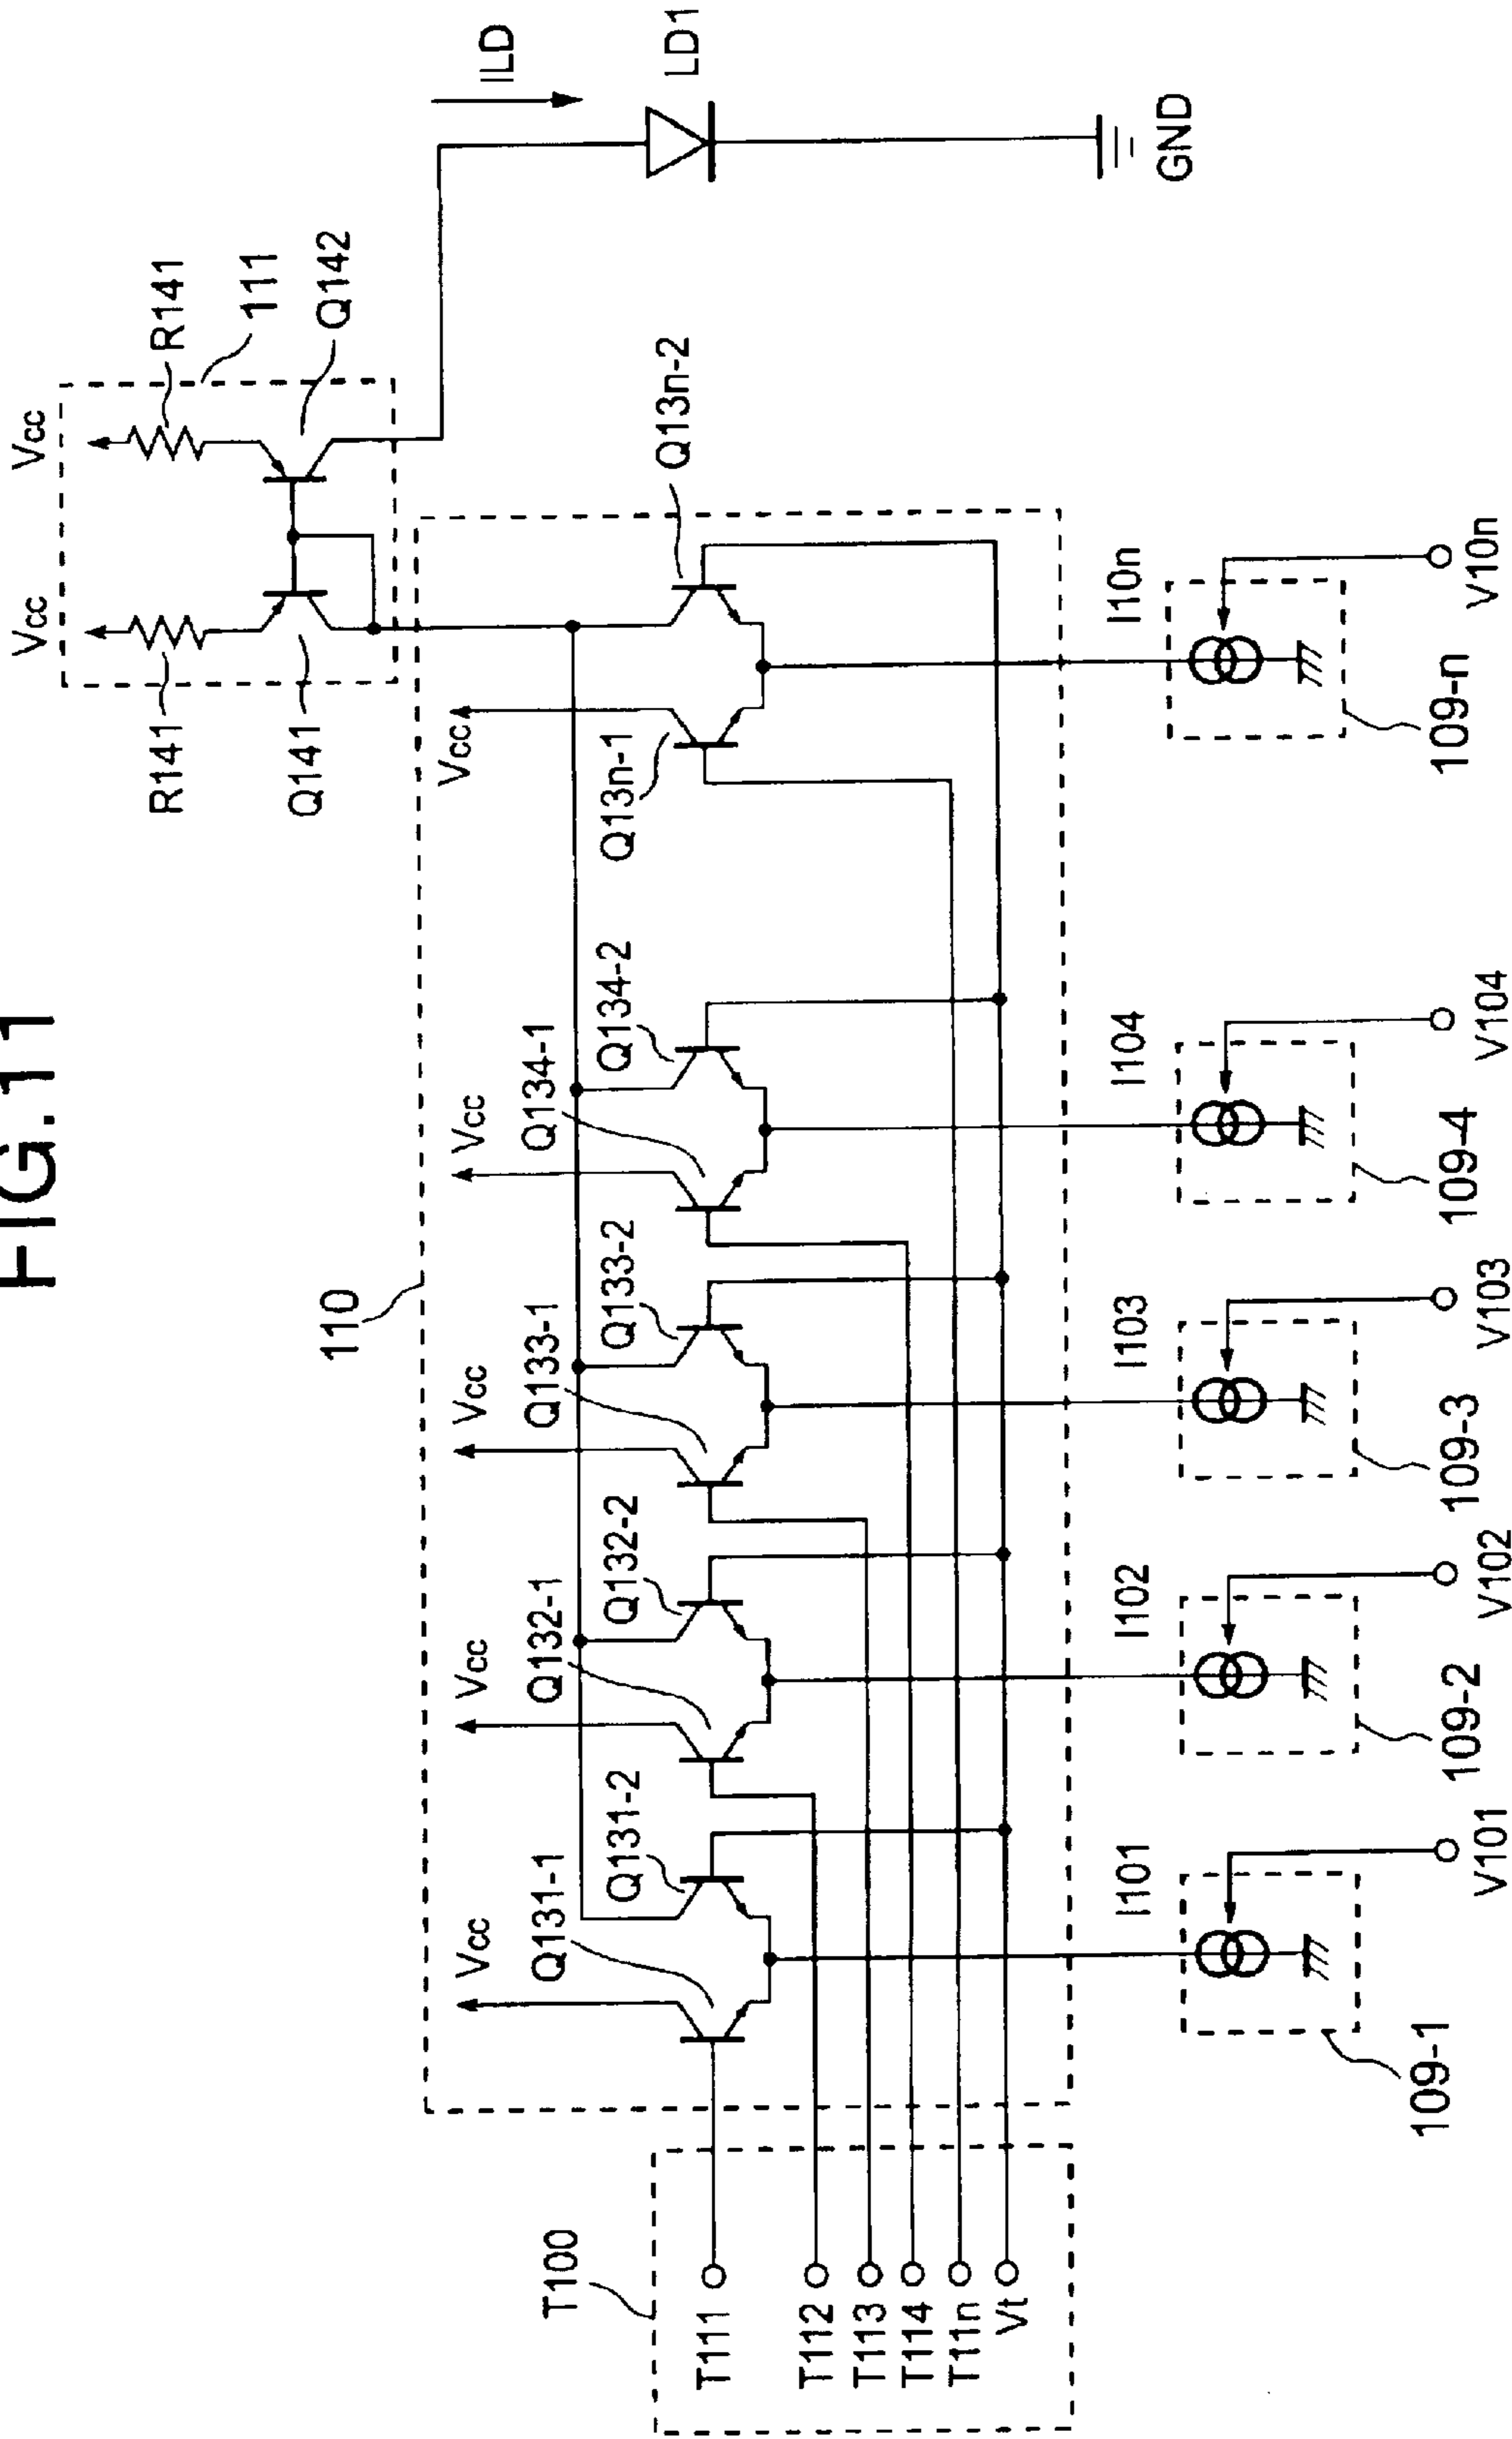 FIG.11
Vcc
Vcc
R141
R141
111
Q141
Q142
ILD
LD1
GND
110
Vcc
Vcc
Vcc
Vcc
Vcc
Q131-1
Q131-2
Q132-1
Q132-2
Q133-1
Q133-2
Q134-1
Q134-2
Q13n-1
Q13n-2
T100
T111
T112
T113
T114
T11n
Vt
I101
I102
I103
I104
I10n
109-1
109-2
109-3
109-4
109-n
V101
V102
V103
V104
V10n